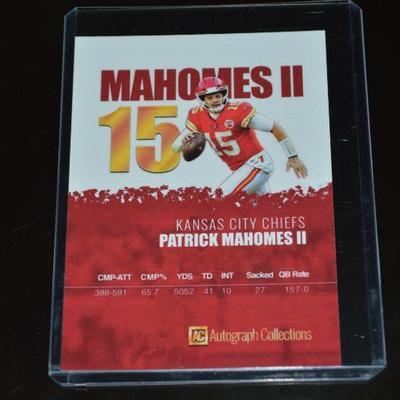 MAHOMES II
15
15
KANSAS CITY CHIEFS
PATRICK MAHOMES II
CMP-ATT CMP% YDS TD INT Sacked QB Rate
388-591 65.7 5052 41 10 27 157.0
AC Autograph Collections